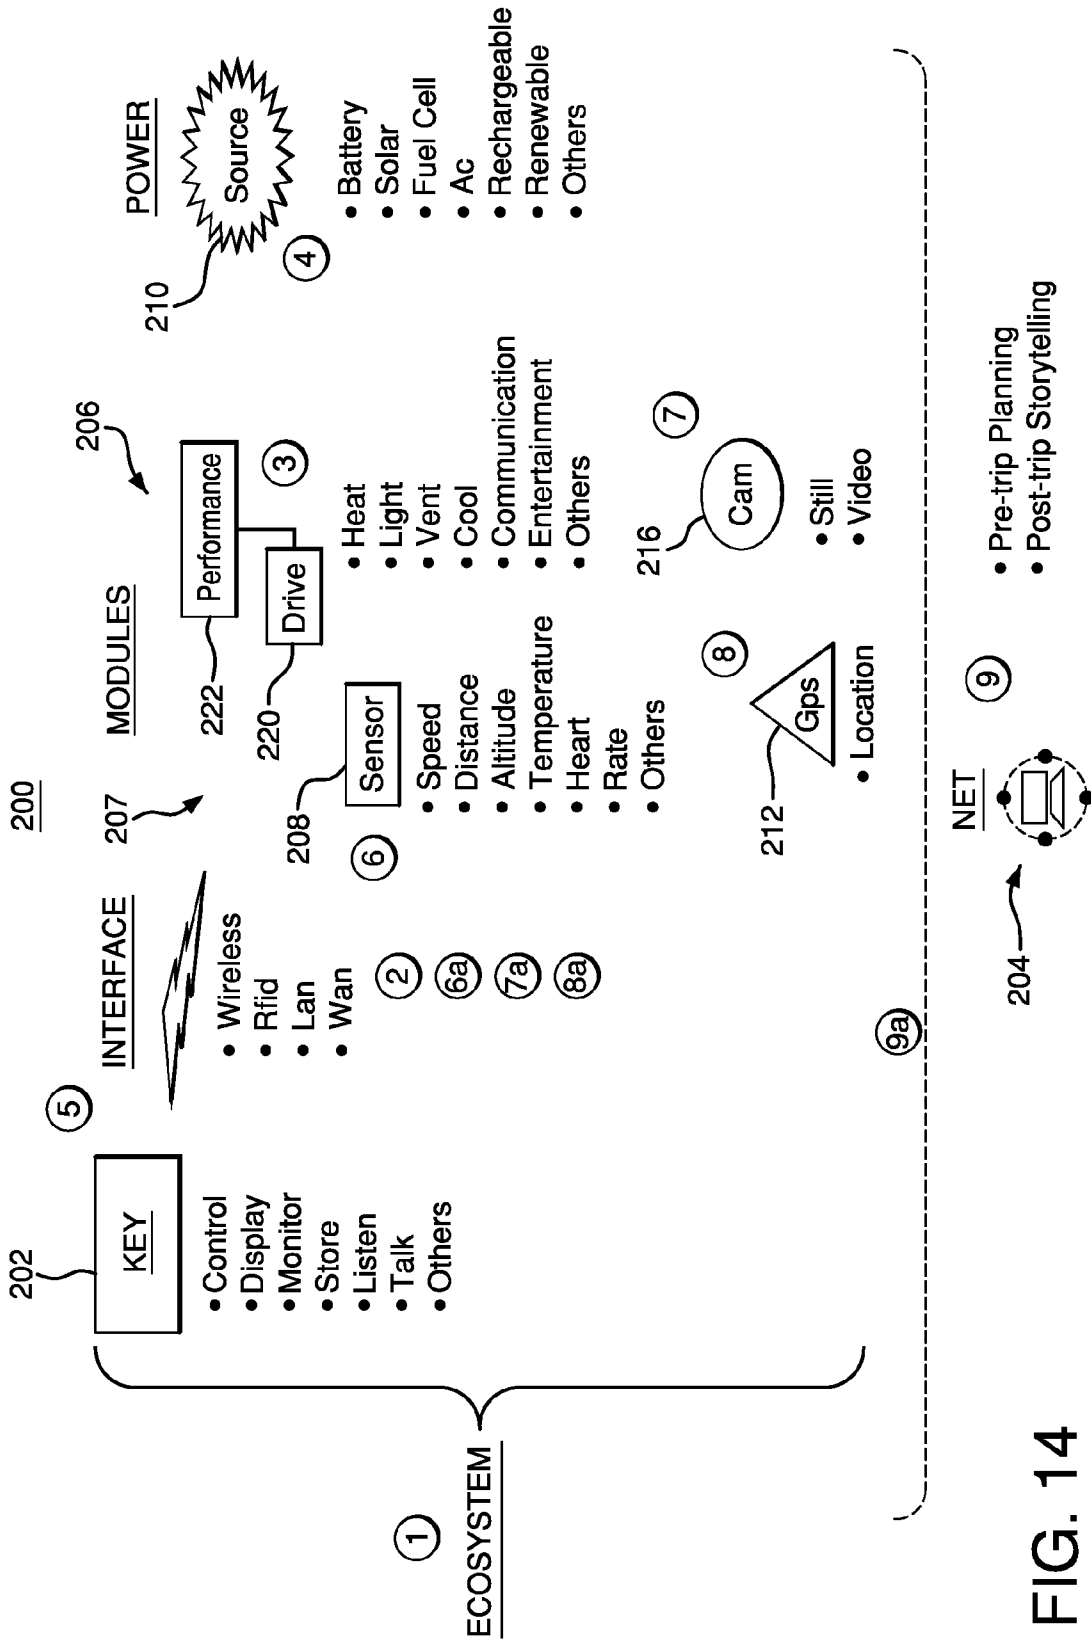 200
202
KEY
5
• Control
• Display
• Monitor
• Store
• Listen
• Talk
• Others
INTERFACE
• Wireless
• Rfid
• Lan
• Wan
2
6a
7a
8a
MODULES
207
206
222
Performance
220
Drive
3
• Heat
• Light
• Vent
• Cool
• Communication
• Entertainment
• Others
208
Sensor
6
• Speed
• Distance
• Altitude
• Temperature
• Heart
• Rate
• Others
212
Gps
8
• Location
216
Cam
7
• Still
• Video
POWER
210
Source
4
• Battery
• Solar
• Fuel Cell
• Ac
• Rechargeable
• Renewable
• Others
1
ECOSYSTEM
9a
NET
204
9
• Pre-trip Planning
• Post-trip Storytelling
FIG. 14